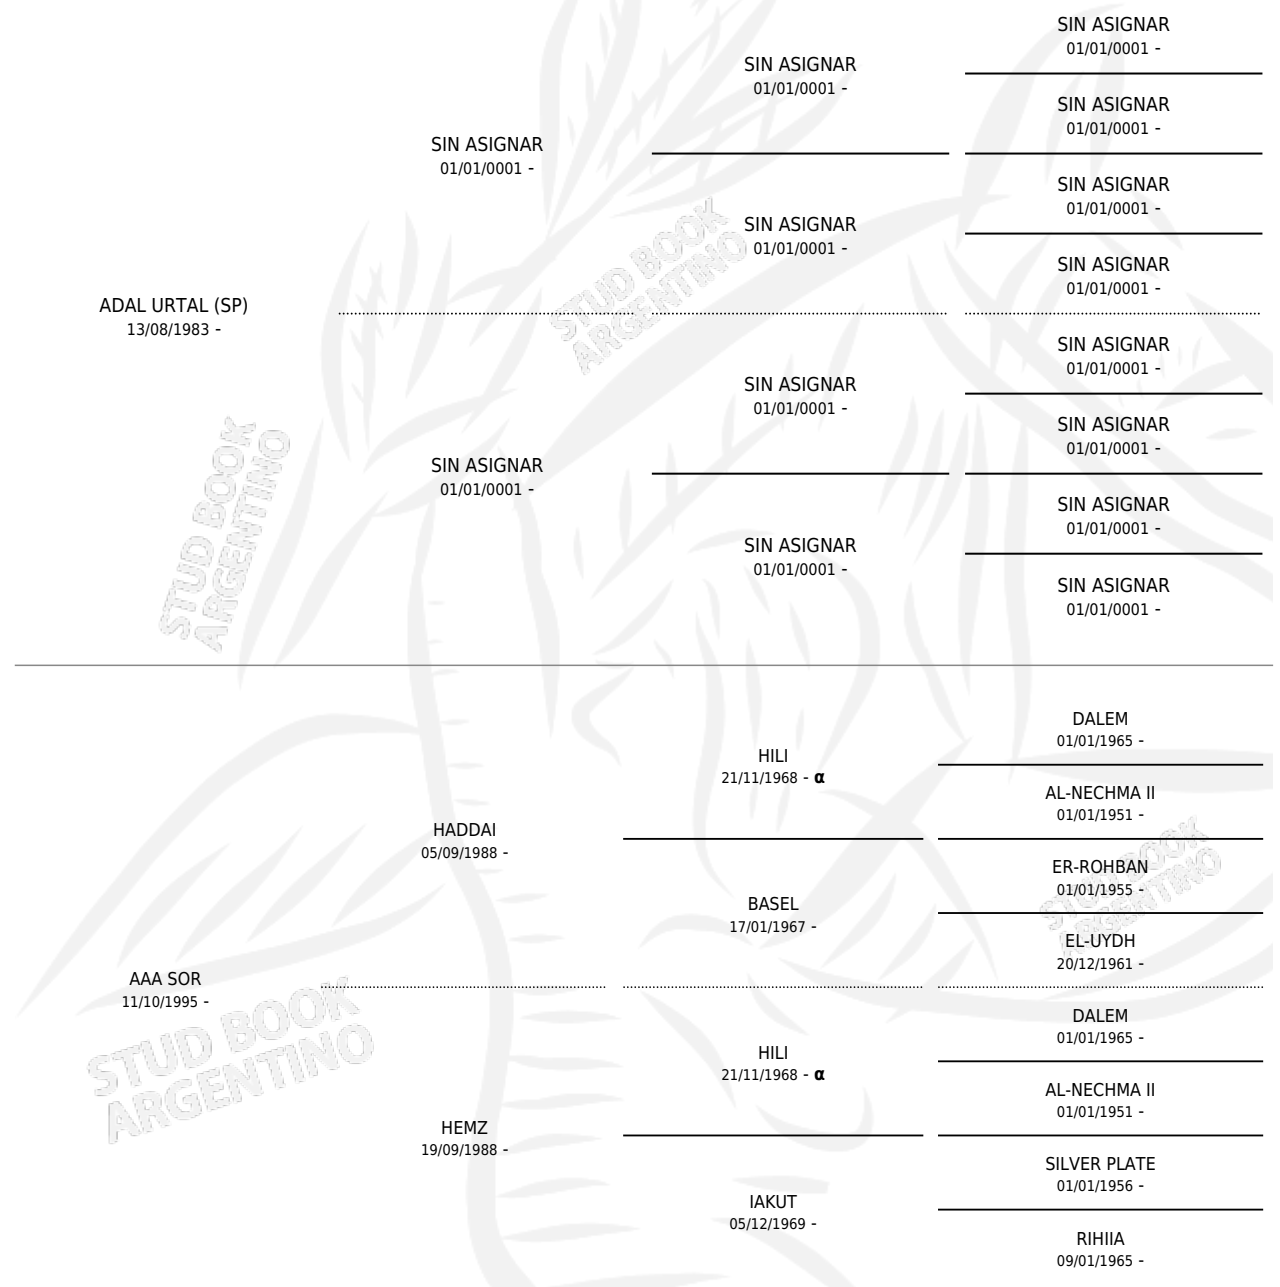 ADAL URTAL (SP)
13/08/1983 -
SIN ASIGNAR
01/01/0001 -
SIN ASIGNAR
01/01/0001 -
SIN ASIGNAR
01/01/0001 -
SIN ASIGNAR
01/01/0001 -
SIN ASIGNAR
01/01/0001 -
SIN ASIGNAR
01/01/0001 -
SIN ASIGNAR
01/01/0001 -
SIN ASIGNAR
01/01/0001 -
SIN ASIGNAR
01/01/0001 -
SIN ASIGNAR
01/01/0001 -
SIN ASIGNAR
01/01/0001 -
SIN ASIGNAR
01/01/0001 -
SIN ASIGNAR
01/01/0001 -
SIN ASIGNAR
01/01/0001 -
STUD BOOK
ARGENTINO
STUD BOOK
ARGENTINO
AAA SOR
11/10/1995 -
HADDAI
05/09/1988 -
HILI
21/11/1968 - α
DALEM
01/01/1965 -
AL-NECHMA II
01/01/1951 -
BASEL
17/01/1967 -
ER-ROHBAN
01/01/1955 -
EL-UYDH
20/12/1961 -
HEMZ
19/09/1988 -
HILI
21/11/1968 - α
DALEM
01/01/1965 -
AL-NECHMA II
01/01/1951 -
IAKUT
05/12/1969 -
SILVER PLATE
01/01/1956 -
RIHIIA
09/01/1965 -
STUD BOOK
ARGENTINO
STUD BOOK
ARGENTINO